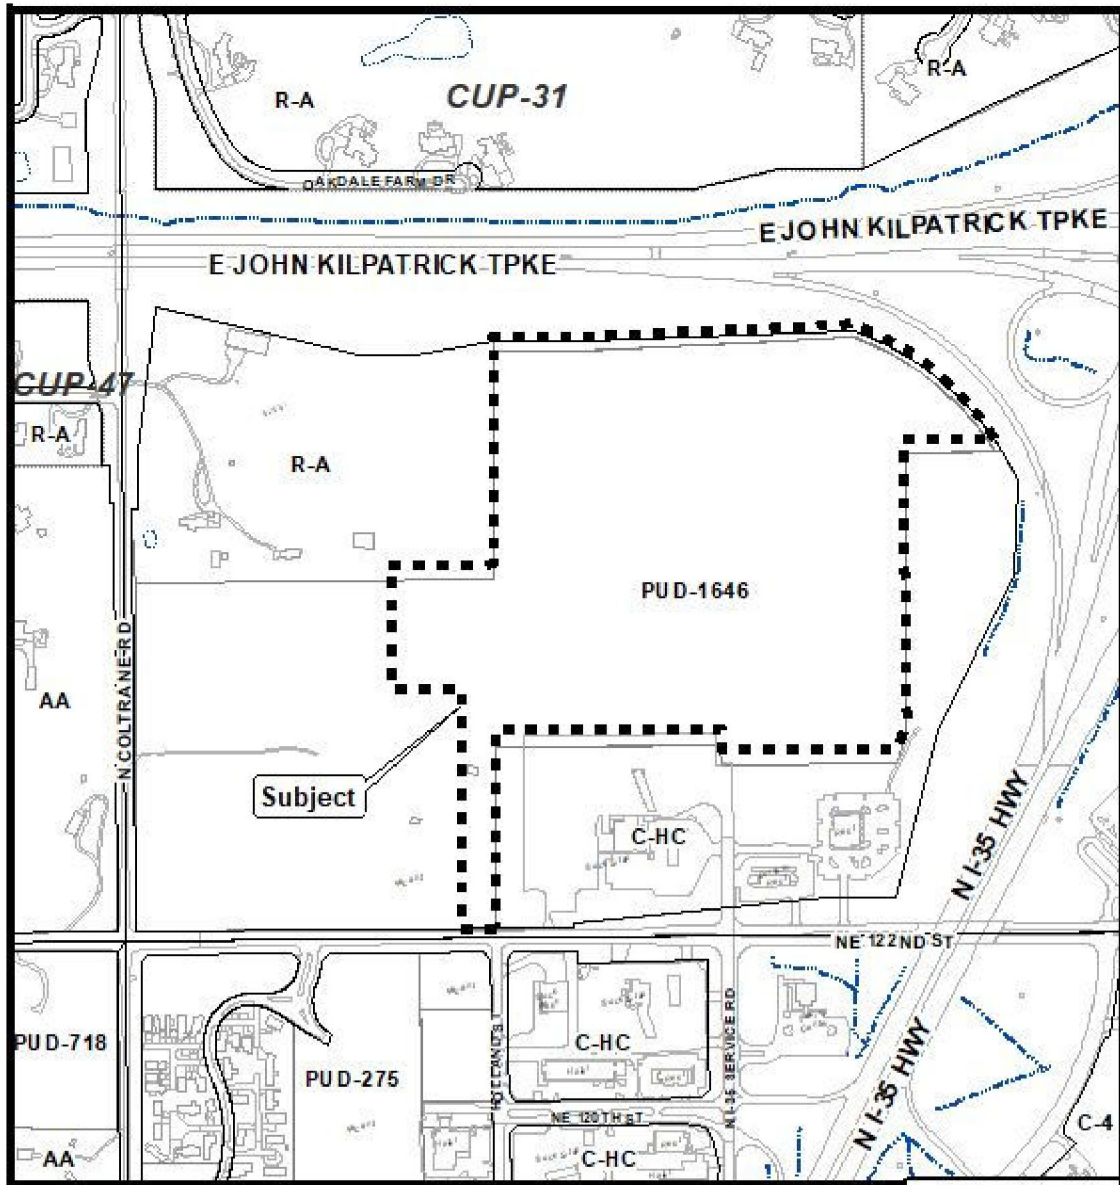 R-A
CUP-31
R-A
OAKDALE FARM DR
E JOHN KILPATRICK TPKE
E JOHN KILPATRICK TPKE
CUP-47
R-A
R-A
PUD-1646
N COLTRANE RD
AA
Subject
C-HC
N I-35 HWY
NE 122ND ST
PUD-718
PUD-275
HOLLAND ST
C-HC
N I-35 SERVICE RD
N I-35 HWY
NE 120TH ST
C-4
AA
C-HC